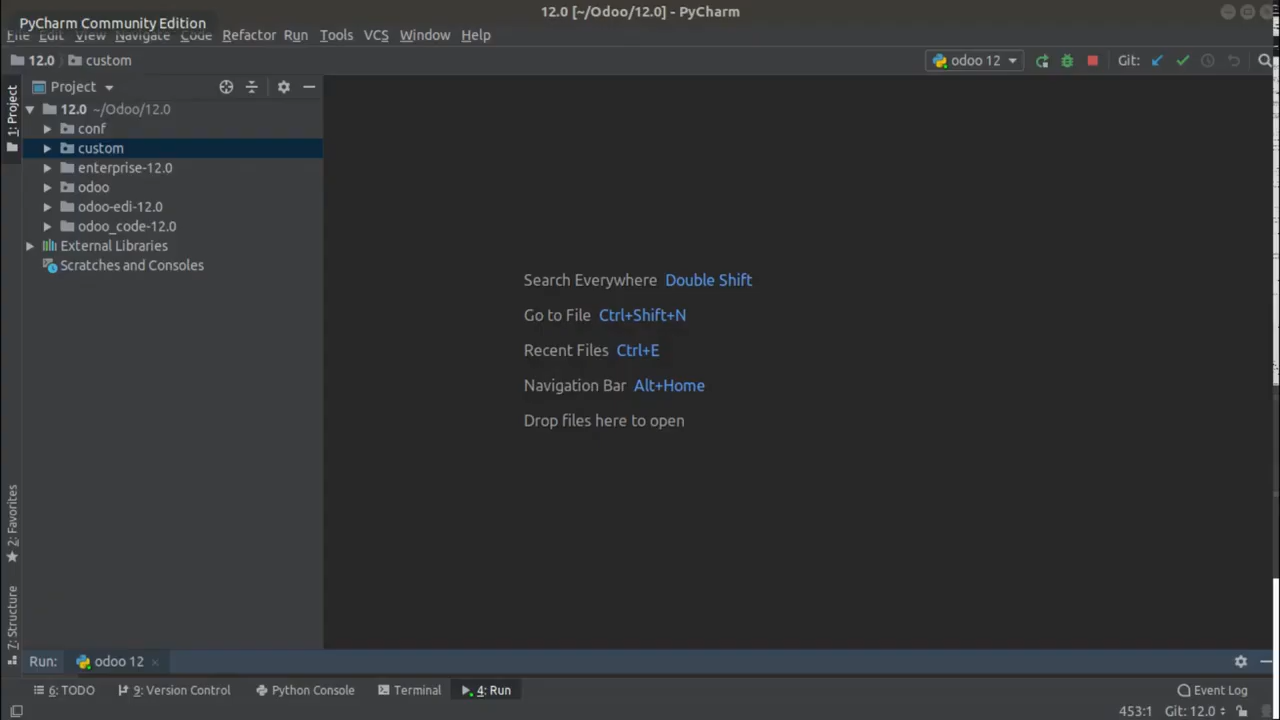 12.0 [~/Odoo/12.0] - PyCharm
PyCharm Community Edition
File Edit View Navigate Code Refactor Run Tools VCS Window Help
12.0 custom odoo 12 Git:
1: Project
Project
12.0 ~/Odoo/12.0
conf
custom
enterprise-12.0
odoo
odoo-edi-12.0
odoo_code-12.0
External Libraries
Scratches and Consoles
Search Everywhere Double Shift
Go to File Ctrl+Shift+N
Recent Files Ctrl+E
Navigation Bar Alt+Home
Drop files here to open
2: Favorites
7: Structure
Run: odoo 12
6: TODO 9: Version Control Python Console Terminal 4: Run Event Log
453:1 Git: 12.0